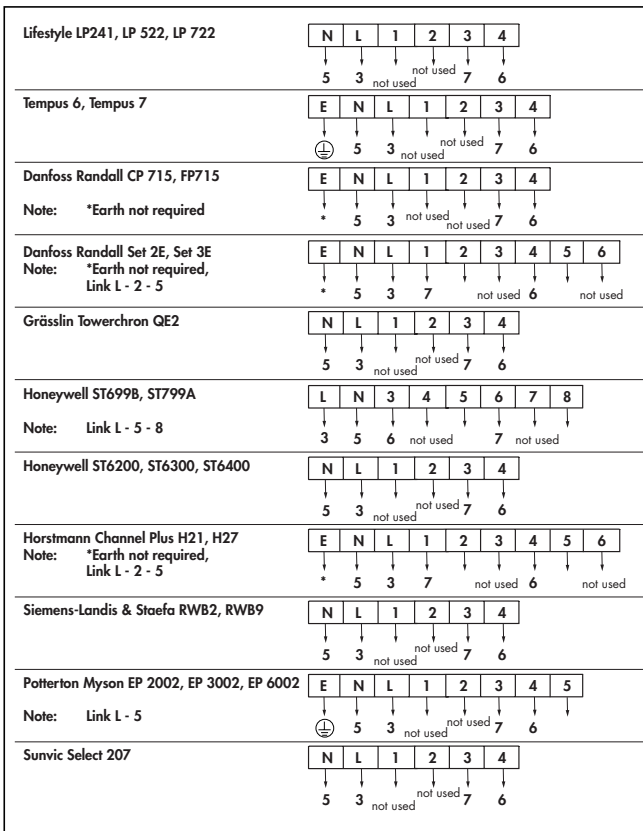 Lifestyle LP241, LP 522, LP 722
N L 1 2 3 4
5 3 not used not used 7 6
Tempus 6, Tempus 7
E N L 1 2 3 4
5 3 not used not used 7 6
Danfoss Randall CP 715, FP715
Note: *Earth not required
E N L 1 2 3 4
* 5 3 not used not used 7 6
Danfoss Randall Set 2E, Set 3E
Note: *Earth not required,
Link L - 2 - 5
E N L 1 2 3 4 5 6
* 5 3 7 not used 6 not used
Grässlin Towerchron QE2
N L 1 2 3 4
5 3 not used not used 7 6
Honeywell ST699B, ST799A
Note: Link L - 5 - 8
L N 3 4 5 6 7 8
3 5 6 not used 7 not used
Honeywell ST6200, ST6300, ST6400
N L 1 2 3 4
5 3 not used not used 7 6
Horstmann Channel Plus H21, H27
Note: *Earth not required,
Link L - 2 - 5
E N L 1 2 3 4 5 6
* 5 3 7 not used 6 not used
Siemens-Landis & Staefa RWB2, RWB9
N L 1 2 3 4
5 3 not used not used 7 6
Potterton Myson EP 2002, EP 3002, EP 6002
Note: Link L - 5
E N L 1 2 3 4 5
5 3 not used not used 7 6
Sunvic Select 207
N L 1 2 3 4
5 3 not used not used 7 6